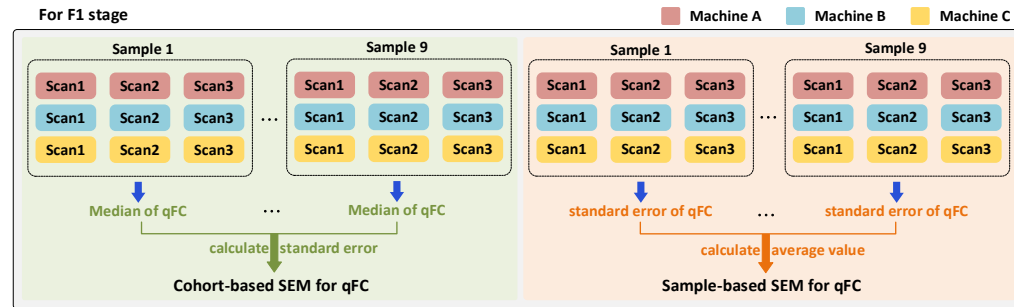 For F1 stage
Machine A Machine B Machine C
Sample 1 Sample 9 Sample 1 Sample 9
Scan1 Scan2 Scan3 Scan1 Scan2 Scan3 Scan1 Scan2 Scan3 Scan1 Scan2 Scan3
Scan1 Scan2 Scan3 ... Scan1 Scan2 Scan3 Scan1 Scan2 Scan3 ... Scan1 Scan2 Scan3
Scan1 Scan2 Scan3 Scan1 Scan2 Scan3 Scan1 Scan2 Scan3 Scan1 Scan2 Scan3
Median of qFC ... Median of qFC standard error of qFC ... standard error of qFC
calculate standard error calculate average value
Cohort-based SEM for qFC Sample-based SEM for qFC